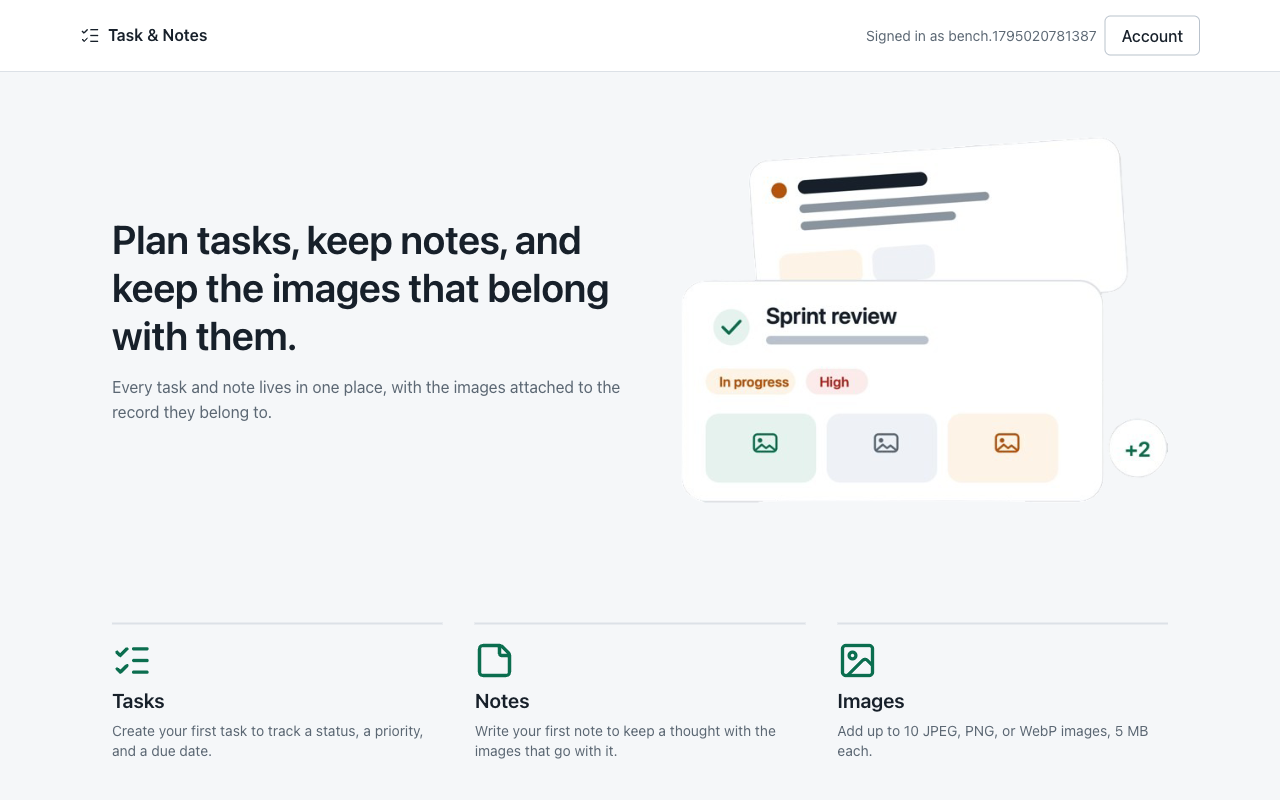 Task & Notes
Signed in as bench.1795020781387
Account
Plan tasks, keep notes, and
keep the images that belong
with them.
Every task and note lives in one place, with the images attached to the
record they belong to.
Sprint review
In progress
High
+2
Tasks
Create your first task to track a status, a priority,
and a due date.
Notes
Write your first note to keep a thought with the
images that go with it.
Images
Add up to 10 JPEG, PNG, or WebP images, 5 MB
each.